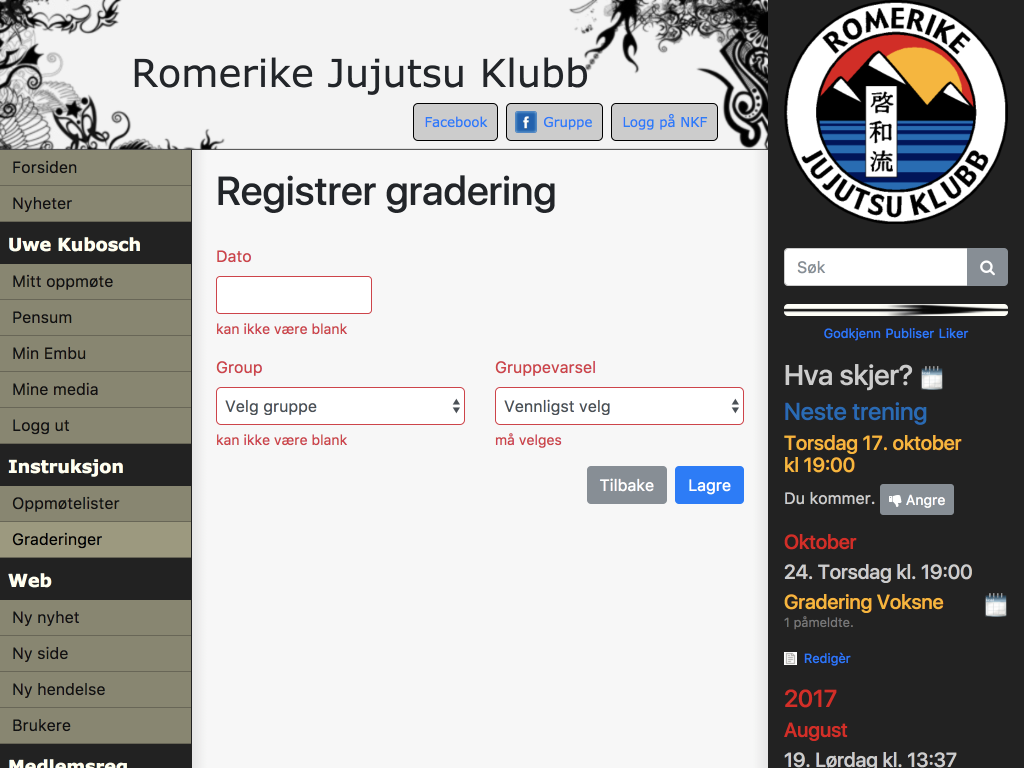 Romerike Jujutsu Klubb
Facebook
f Gruppe
Logg på NKF
Forsiden
Nyheter
Uwe Kubosch
Mitt oppmøte
Pensum
Min Embu
Mine media
Logg ut
Instruksjon
Oppmøtelister
Graderinger
Web
Ny nyhet
Ny side
Ny hendelse
Brukere
Medlemsreg
Registrer gradering
Dato
kan ikke være blank
Group
Gruppevarsel
Velg gruppe
Vennligst velg
kan ikke være blank
må velges
Tilbake
Lagre
ROMERIKE
啓和流
JUJUTSU KLUBB
Søk
Godkjenn Publiser Liker
Hva skjer?
Neste trening
Torsdag 17. oktober
kl 19:00
Du kommer.
Angre
Oktober
24. Torsdag kl. 19:00
Gradering Voksne
1 påmeldte.
Redigèr
2017
August
19. Lørdag kl. 13:37